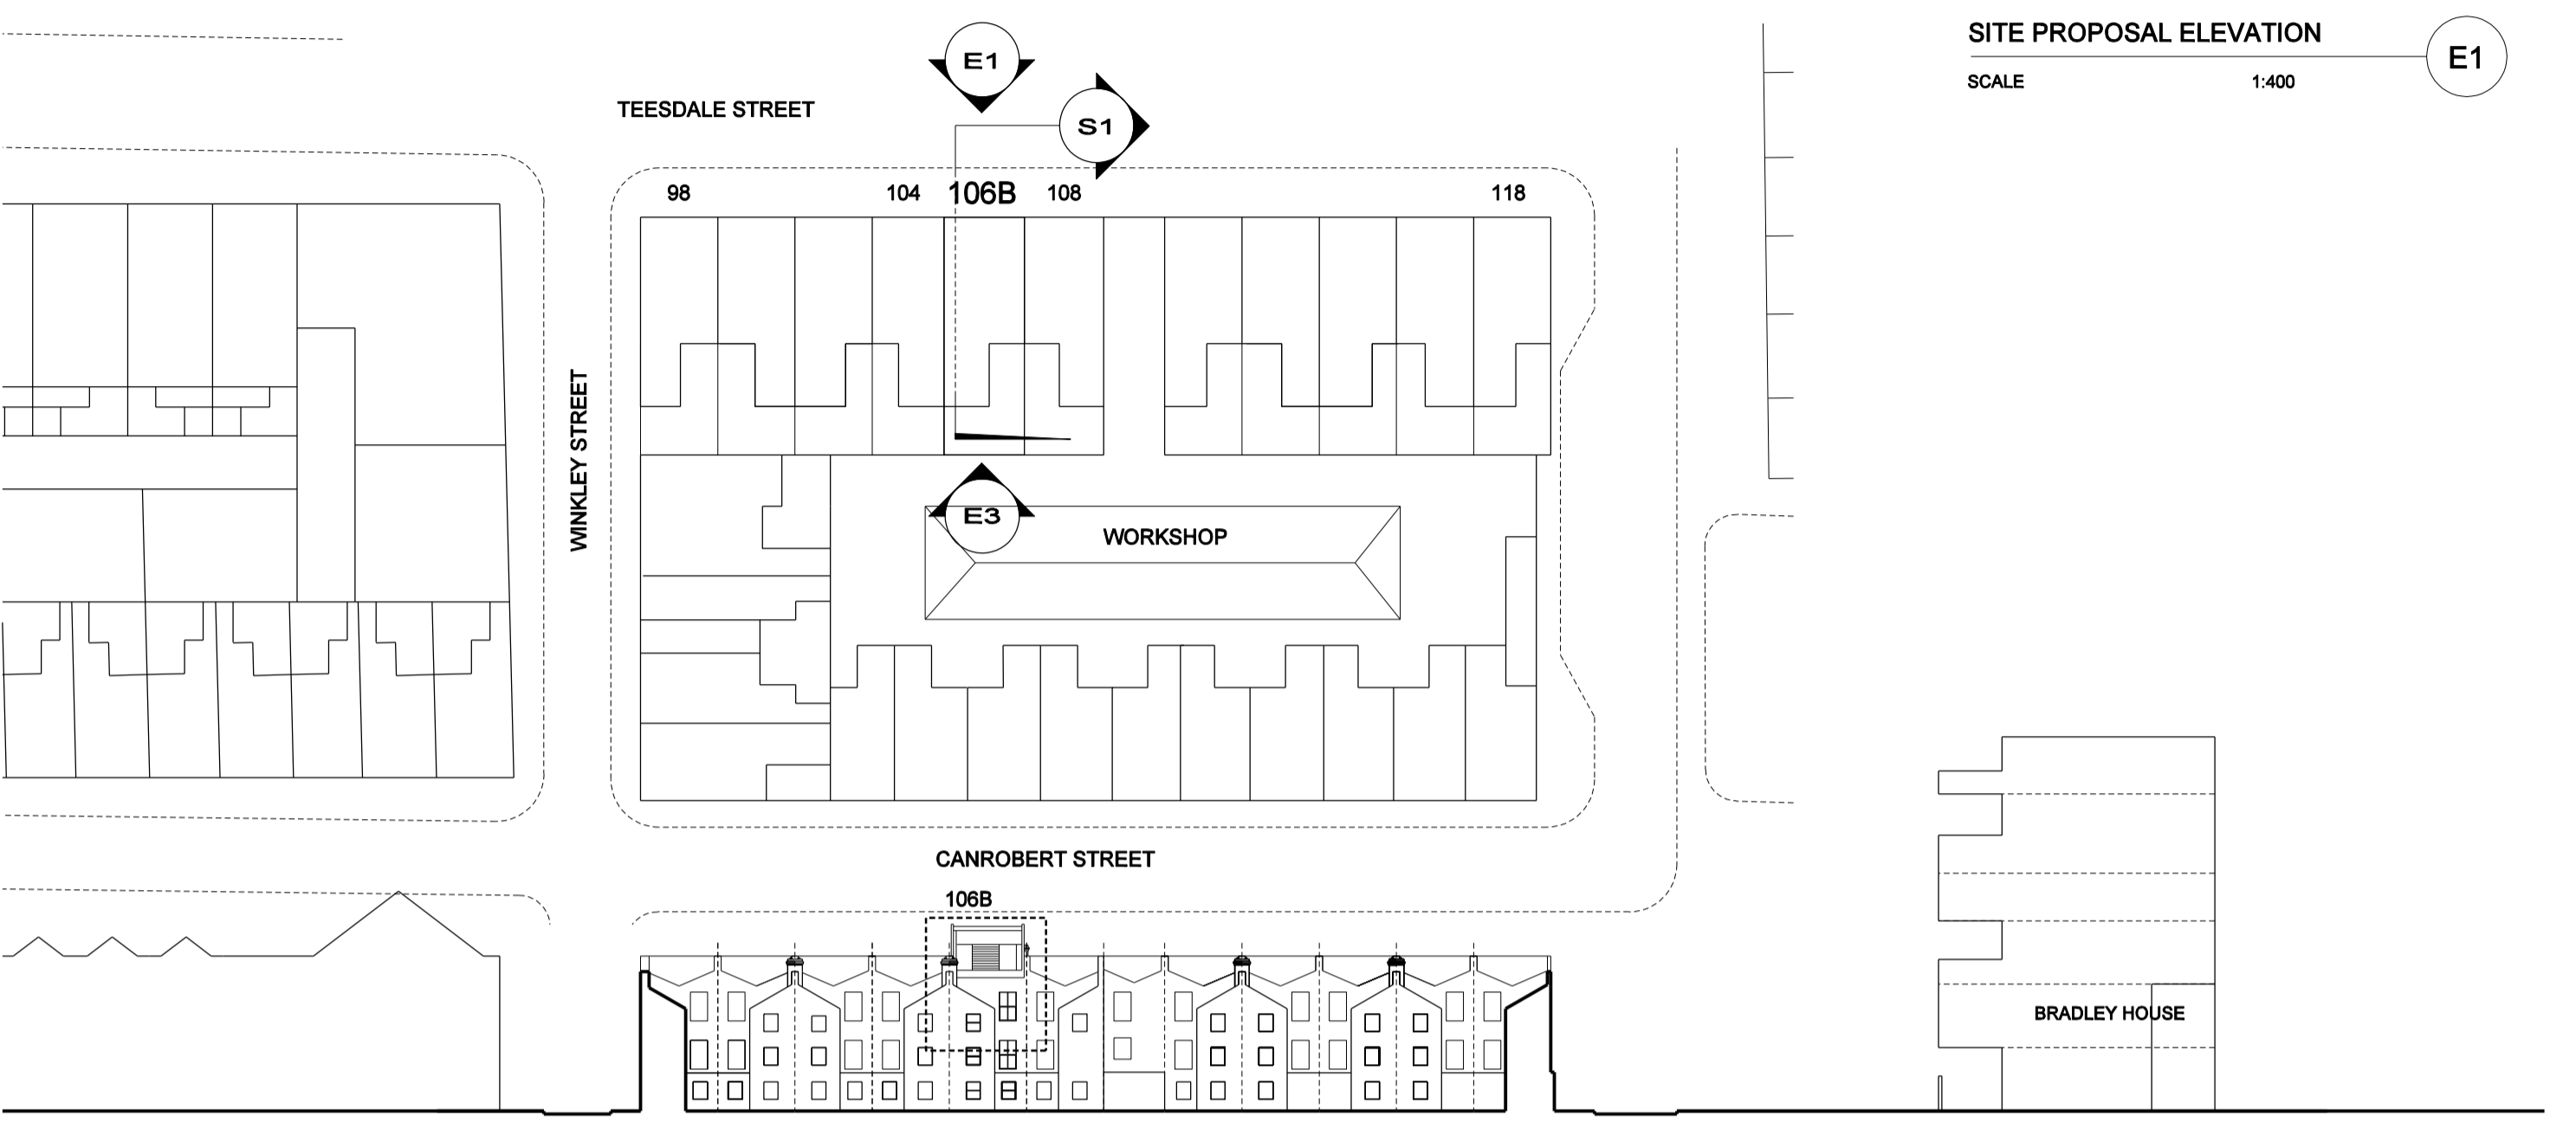 SITE PROPOSAL ELEVATION
E1
SCALE 1:400
E1
TEESDALE STREET
S1
98 104 106B 108 118
WINKLEY STREET
E3
WORKSHOP
CANROBERT STREET
106B
BRADLEY HOUSE